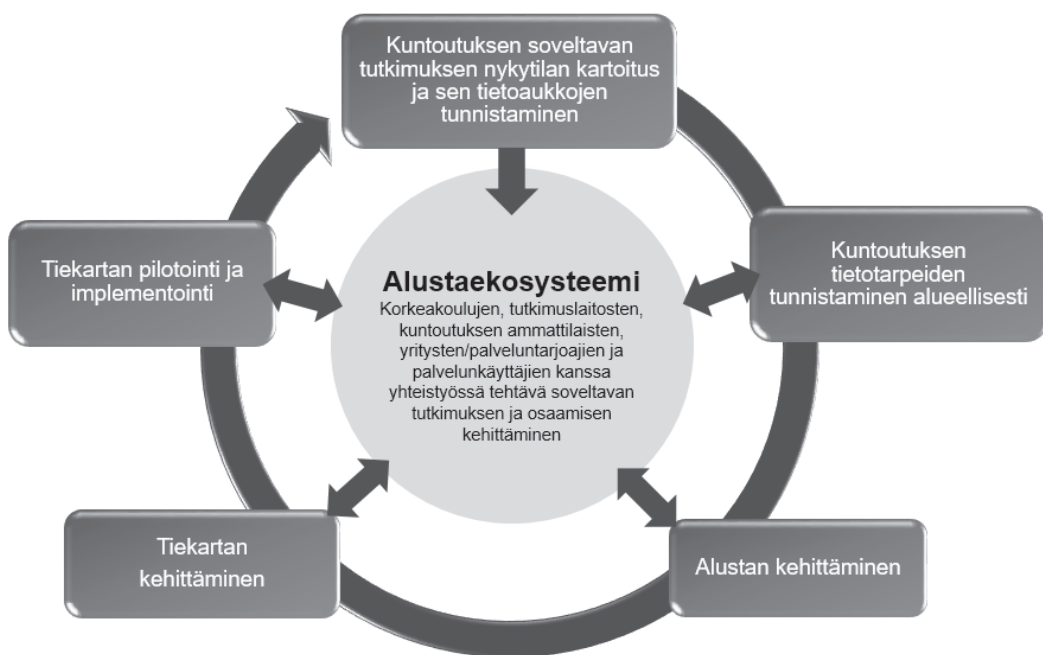 Kuntoutuksen soveltavan
tutkimuksen nykytilan kartoitus
ja sen tietoaukkojen
tunnistaminen
Kuntoutuksen
tietotarpeiden
tunnistaminen alueellisesti
Alustan kehittäminen
Tiekartan
kehittäminen
Tiekartan pilotointi ja
implementointi
Alustaekosysteemi
Korkeakoulujen, tutkimuslaitosten,
kuntoutuksen ammattilaisten,
yritysten/palveluntarjoajien ja
palvelunkäyttäjien kanssa
yhteistyössä tehtävä soveltavan
tutkimuksen ja osaamisen
kehittäminen